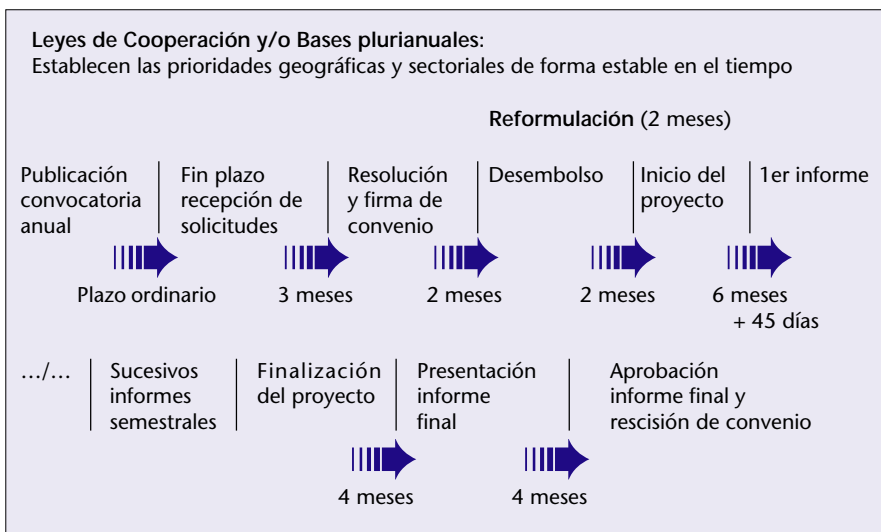 Leyes de Cooperación y/o Bases plurianuales:
Establecen las prioridades geográficas y sectoriales de forma estable en el tiempo
Reformulación (2 meses)
Publicación
convocatoria
anual
Fin plazo
recepción de
solicitudes
Resolución
y firma de
convenio
Desembolso
Inicio del
proyecto
1er informe
Plazo ordinario
3 meses
2 meses
2 meses
6 meses
+ 45 días
.../...
Sucesivos
informes
semestrales
Finalización
del proyecto
Presentación
informe
final
Aprobación
informe final y
rescisión de convenio
4 meses
4 meses